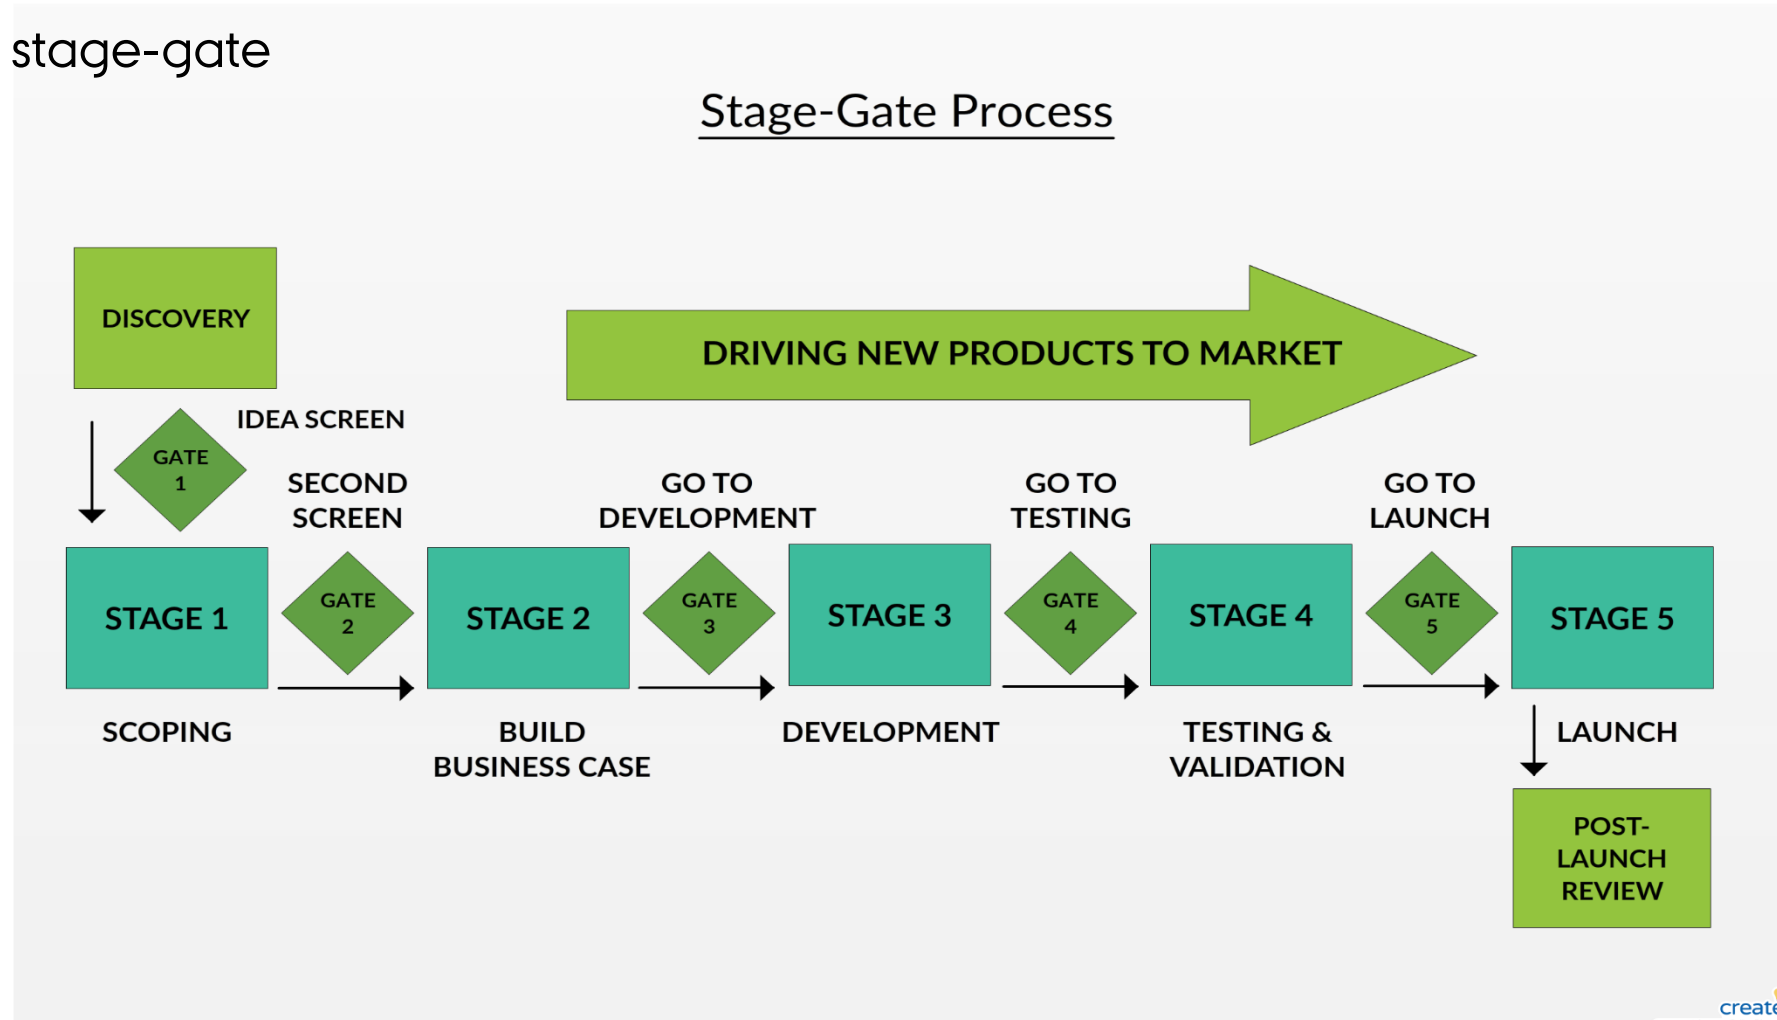 stage-gate
Stage-Gate Process
DISCOVERY
DRIVING NEW PRODUCTS TO MARKET
IDEA SCREEN
GATE
1
SECOND
SCREEN
GO TO
DEVELOPMENT
GO TO
TESTING
GO TO
LAUNCH
STAGE 1
GATE
2
STAGE 2
GATE
3
STAGE 3
GATE
4
STAGE 4
GATE
5
STAGE 5
SCOPING
BUILD
BUSINESS CASE
DEVELOPMENT
TESTING &
VALIDATION
LAUNCH
POST-
LAUNCH
REVIEW
create